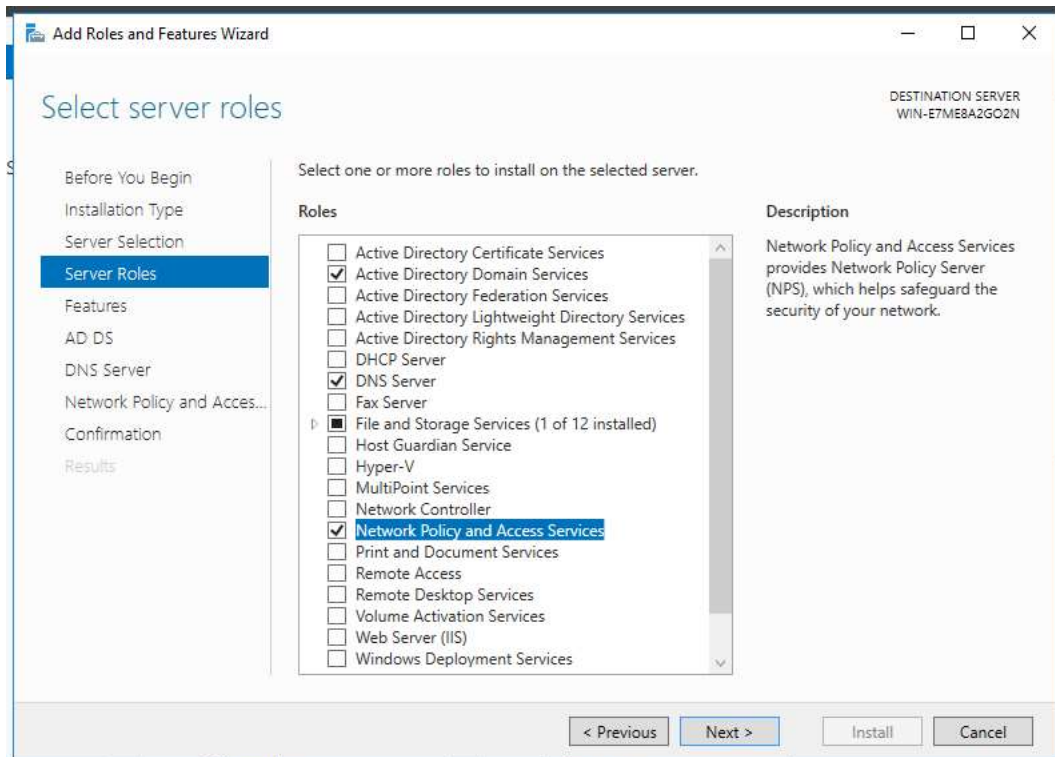 Add Roles and Features Wizard
Select server roles
DESTINATION SERVER
WIN-E7ME8A2GO2N
Before You Begin
Installation Type
Server Selection
Server Roles
Features
AD DS
DNS Server
Network Policy and Acces...
Confirmation
Results
Select one or more roles to install on the selected server.
Roles
Active Directory Certificate Services
Active Directory Domain Services
Active Directory Federation Services
Active Directory Lightweight Directory Services
Active Directory Rights Management Services
DHCP Server
DNS Server
Fax Server
File and Storage Services (1 of 12 installed)
Host Guardian Service
Hyper-V
MultiPoint Services
Network Controller
Network Policy and Access Services
Print and Document Services
Remote Access
Remote Desktop Services
Volume Activation Services
Web Server (IIS)
Windows Deployment Services
Description
Network Policy and Access Services
provides Network Policy Server
(NPS), which helps safeguard the
security of your network.
< Previous
Next >
Install
Cancel